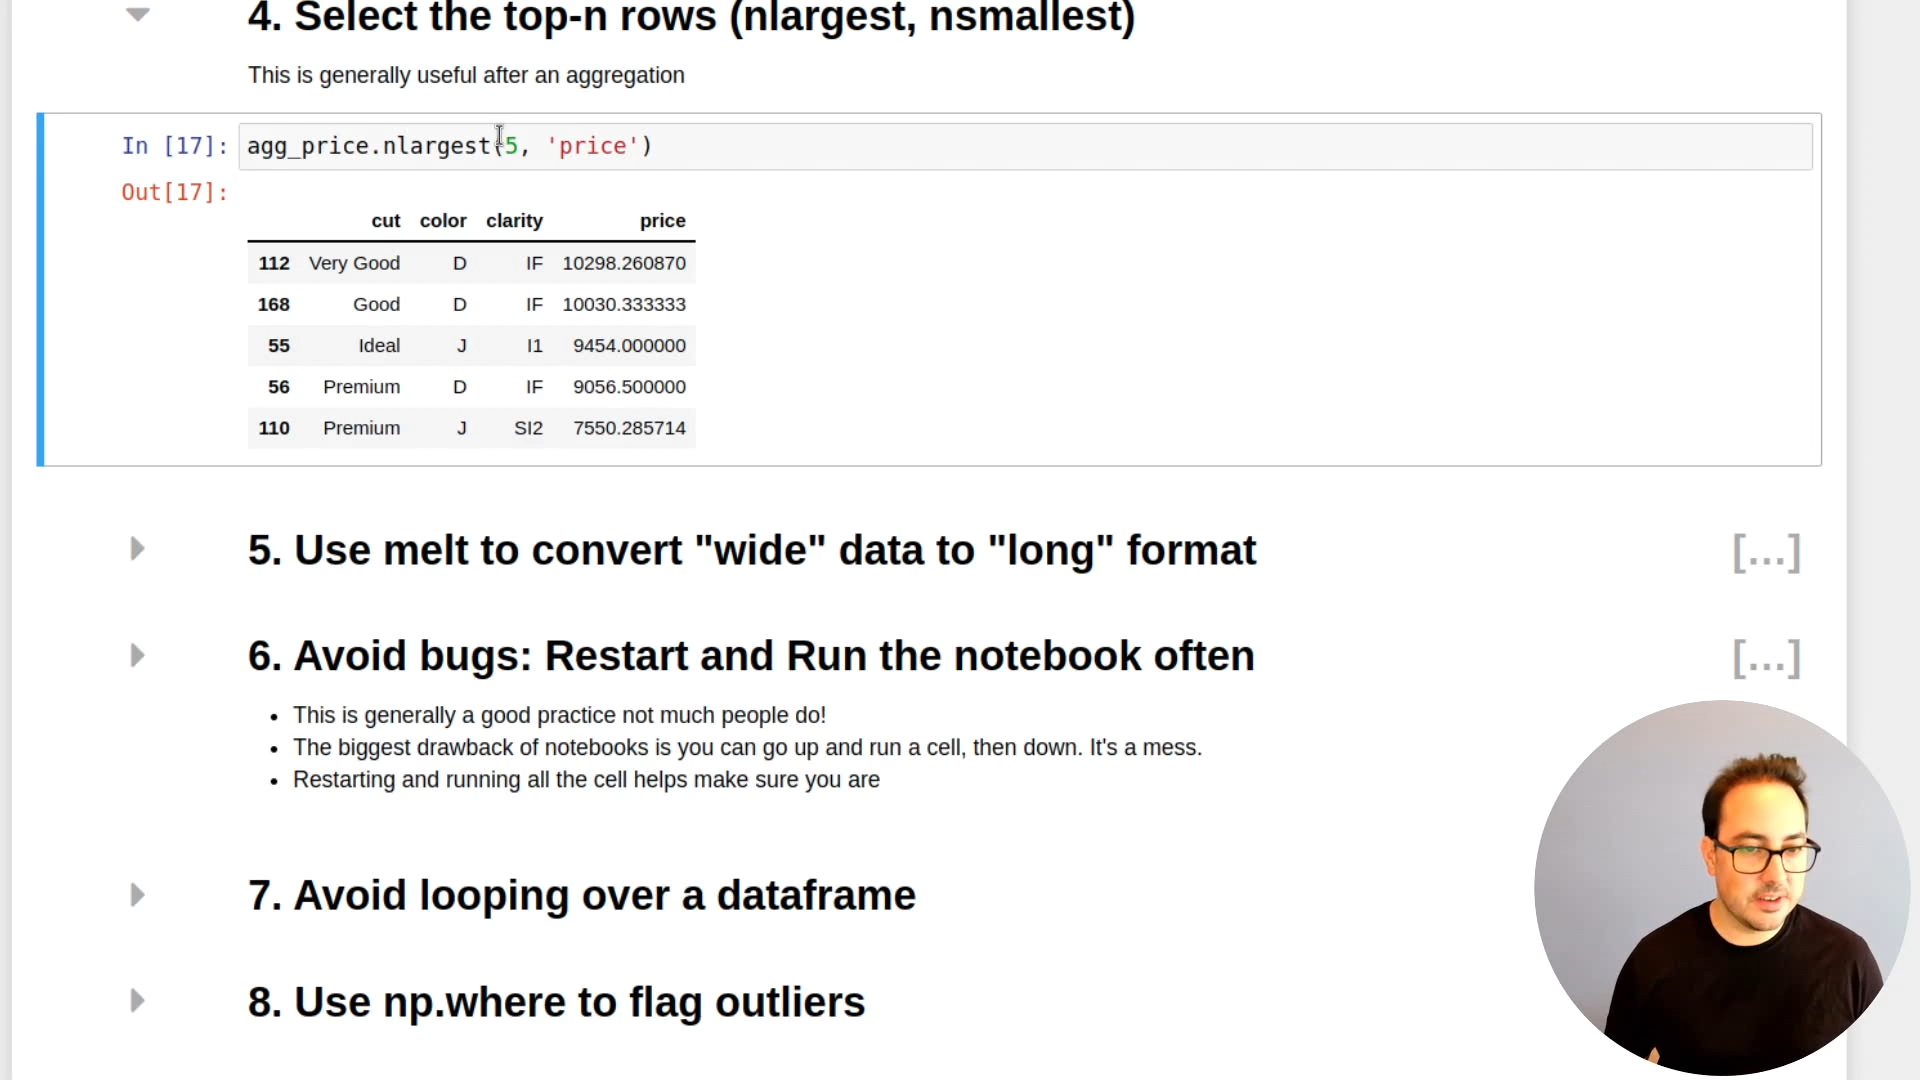 4. Select the top-n rows (nlargest, nsmallest)
This is generally useful after an aggregation
In [17]: agg_price.nlargest(5, 'price')
Out[17]:
cut color clarity price
112 Very Good D IF 10298.260870
168 Good D IF 10030.333333
55 Ideal J I1 9454.000000
56 Premium D IF 9056.500000
110 Premium J SI2 7550.285714
5. Use melt to convert "wide" data to "long" format [...]
6. Avoid bugs: Restart and Run the notebook often [...]
• This is generally a good practice not much people do!
• The biggest drawback of notebooks is you can go up and run a cell, then down. It's a mess.
• Restarting and running all the cell helps make sure you are
7. Avoid looping over a dataframe
8. Use np.where to flag outliers